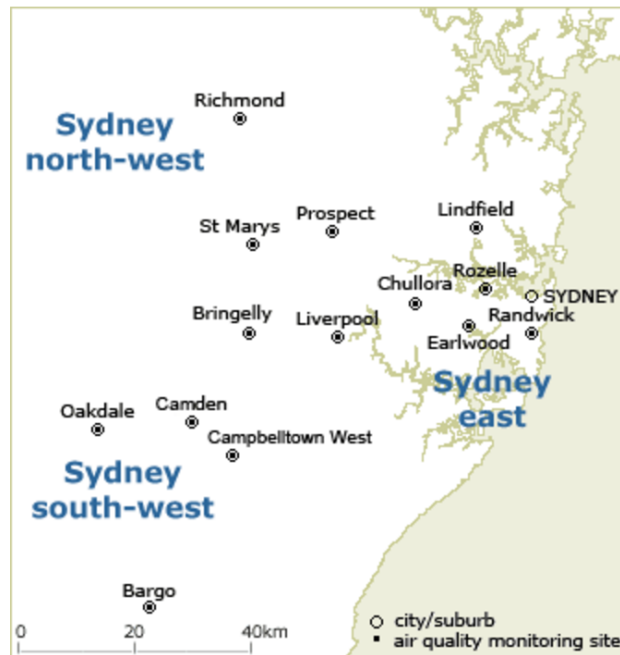 Richmond
Sydney
north-west
Prospect
Lindfield
St Marys
Rozelle
Chullora
SYDNEY
Bringelly
Liverpool
Randwick
Earlwood
Sydney
east
Oakdale
Camden
Campbelltown West
Sydney
south-west
Bargo
0 20 40km
city/suburb
air quality monitoring site